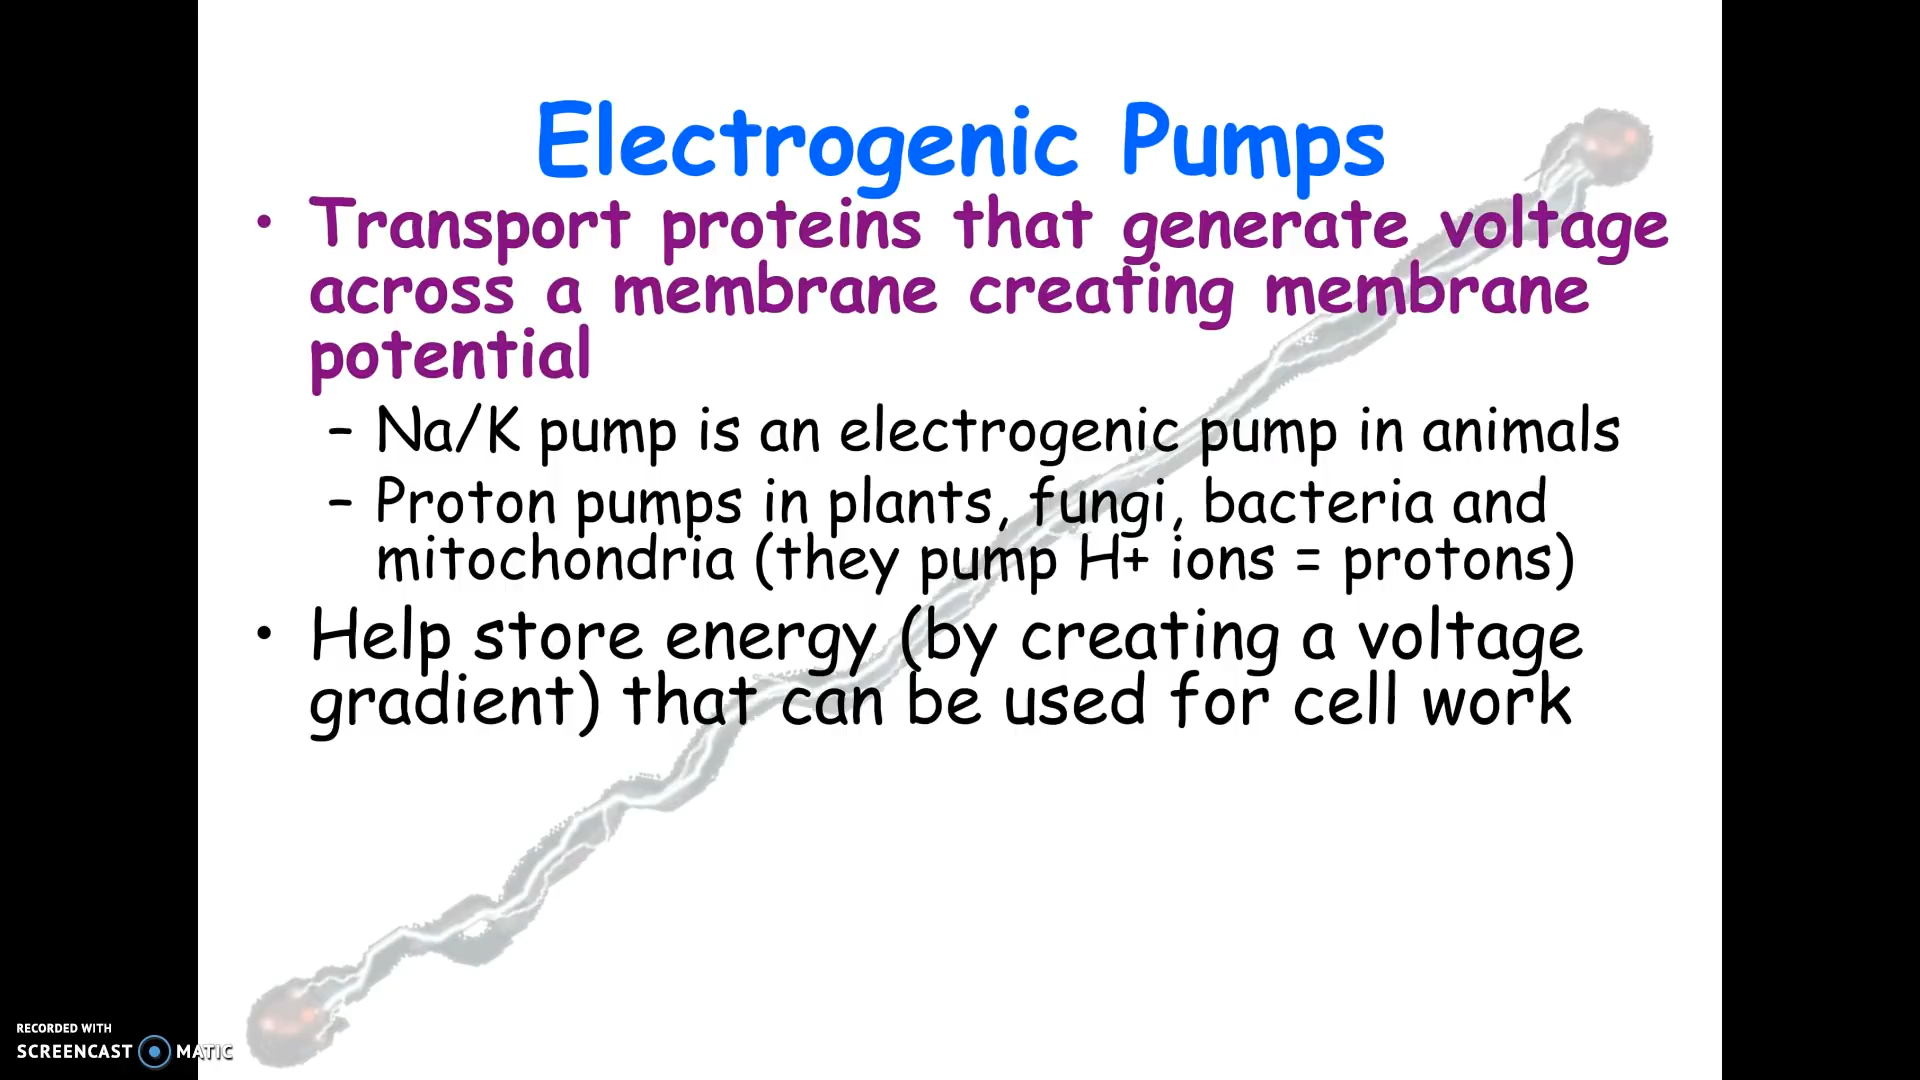 Electrogenic Pumps
• Transport proteins that generate voltage
across a membrane creating membrane
potential
– Na/K pump is an electrogenic pump in animals
– Proton pumps in plants, fungi, bacteria and
mitochondria (they pump H+ ions = protons)
• Help store energy (by creating a voltage
gradient) that can be used for cell work
RECORDED WITH
SCREENCAST MATIC